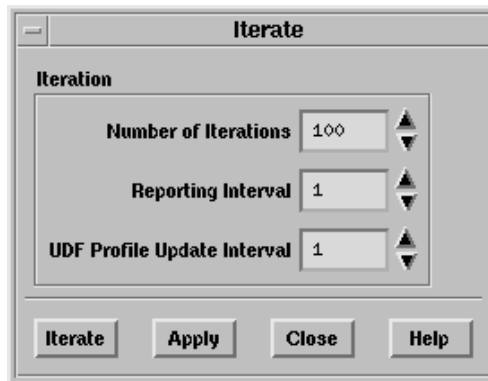 Iterate
Iteration
Number of Iterations 100
Reporting Interval 1
UDF Profile Update Interval 1
Iterate Apply Close Help